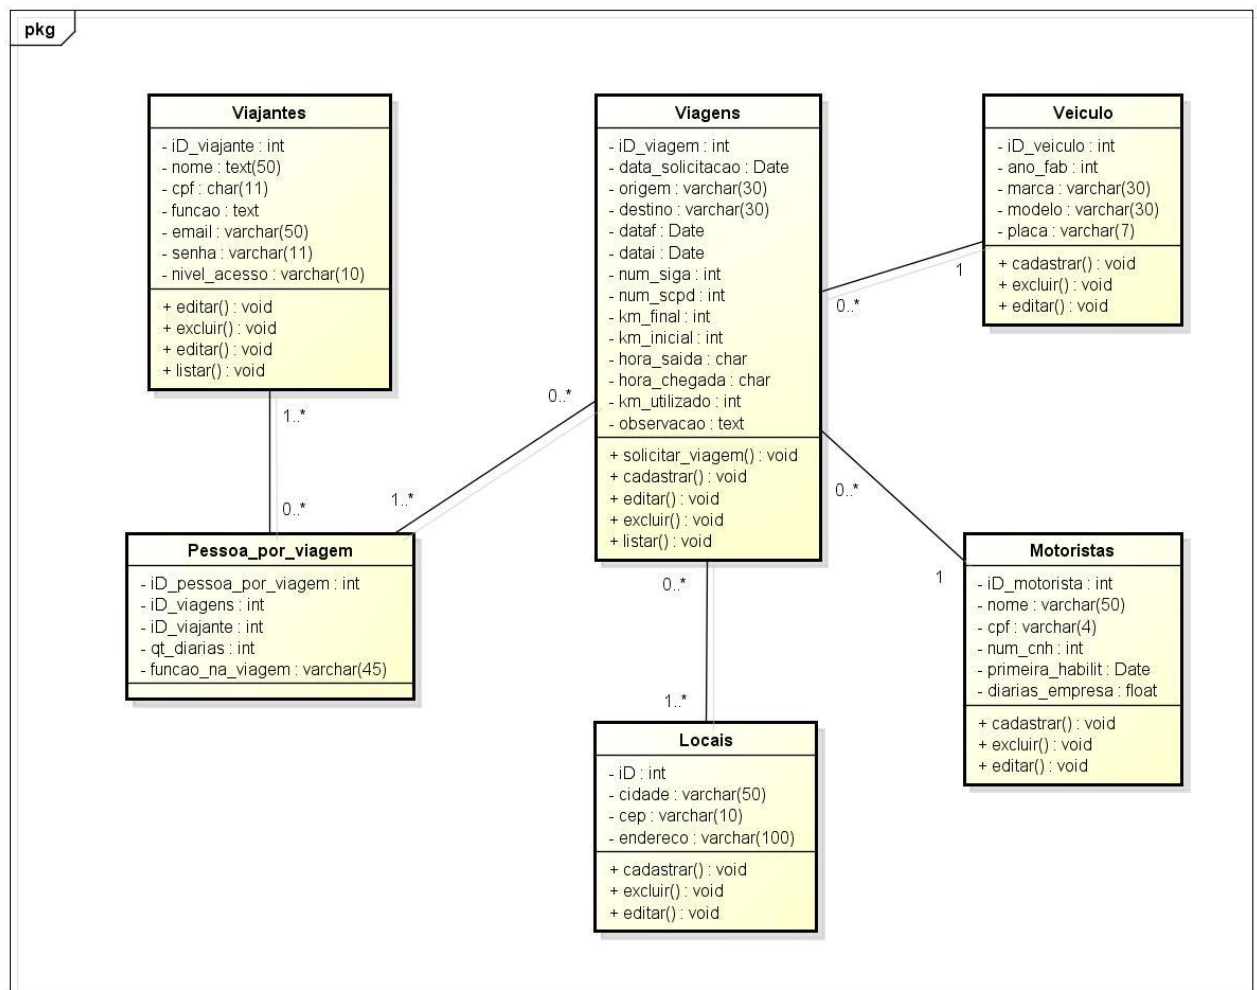 pkg
Viajantes
- iD_viajante : int
- nome : text(50)
- cpf : char(11)
- funcao : text
- email : varchar(50)
- senha : varchar(11)
- nivel_acesso : varchar(10)
+ editar() : void
+ excluir() : void
+ editar() : void
+ listar() : void
Viagens
- iD_viagem : int
- data_solicitacao : Date
- origem : varchar(30)
- destino : varchar(30)
- dataf : Date
- datai : Date
- num_siga : int
- num_scpd : int
- km_final : int
- km_inicial : int
- hora_saida : char
- hora_chegada : char
- km_utilizado : int
- observacao : text
+ solicitar_viagem() : void
+ cadastrar() : void
+ editar() : void
+ excluir() : void
+ listar() : void
Veiculo
- iD_veiculo : int
- ano_fab : int
- marca : varchar(30)
- modelo : varchar(30)
- placa : varchar(7)
+ cadastrar() : void
+ excluir() : void
+ editar() : void
1
0..*
1..*
0..*
0..*
1..*
0..*
1
0..*
1..*
Pessoa_por_viagem
- iD_pessoa_por_viagem : int
- iD_viagens : int
- iD_viajante : int
- qt_diarias : int
- funcao_na_viagem : varchar(45)
Motoristas
- iD_motorista : int
- nome : varchar(50)
- cpf : varchar(4)
- num_cnh : int
- primeira_habilit : Date
- diarias_empresa : float
+ cadastrar() : void
+ excluir() : void
+ editar() : void
Locais
- iD : int
- cidade : varchar(50)
- cep : varchar(10)
- endereco : varchar(100)
+ cadastrar() : void
+ excluir() : void
+ editar() : void